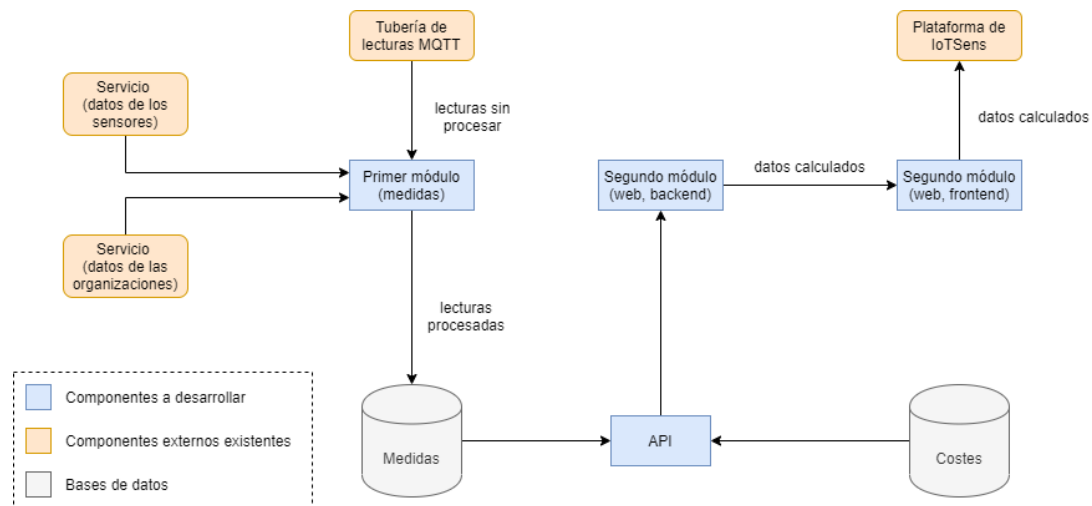 Tubería de
lecturas MQTT
Plataforma de
IoTSens
Servicio
(datos de los
sensores)
lecturas sin
procesar
datos calculados
Primer módulo
(medidas)
Segundo módulo
(web, backend)
datos calculados
Segundo módulo
(web, frontend)
Servicio
(datos de las
organizaciones)
lecturas
procesadas
Componentes a desarrollar
Componentes externos existentes
Bases de datos
Medidas
API
Costes